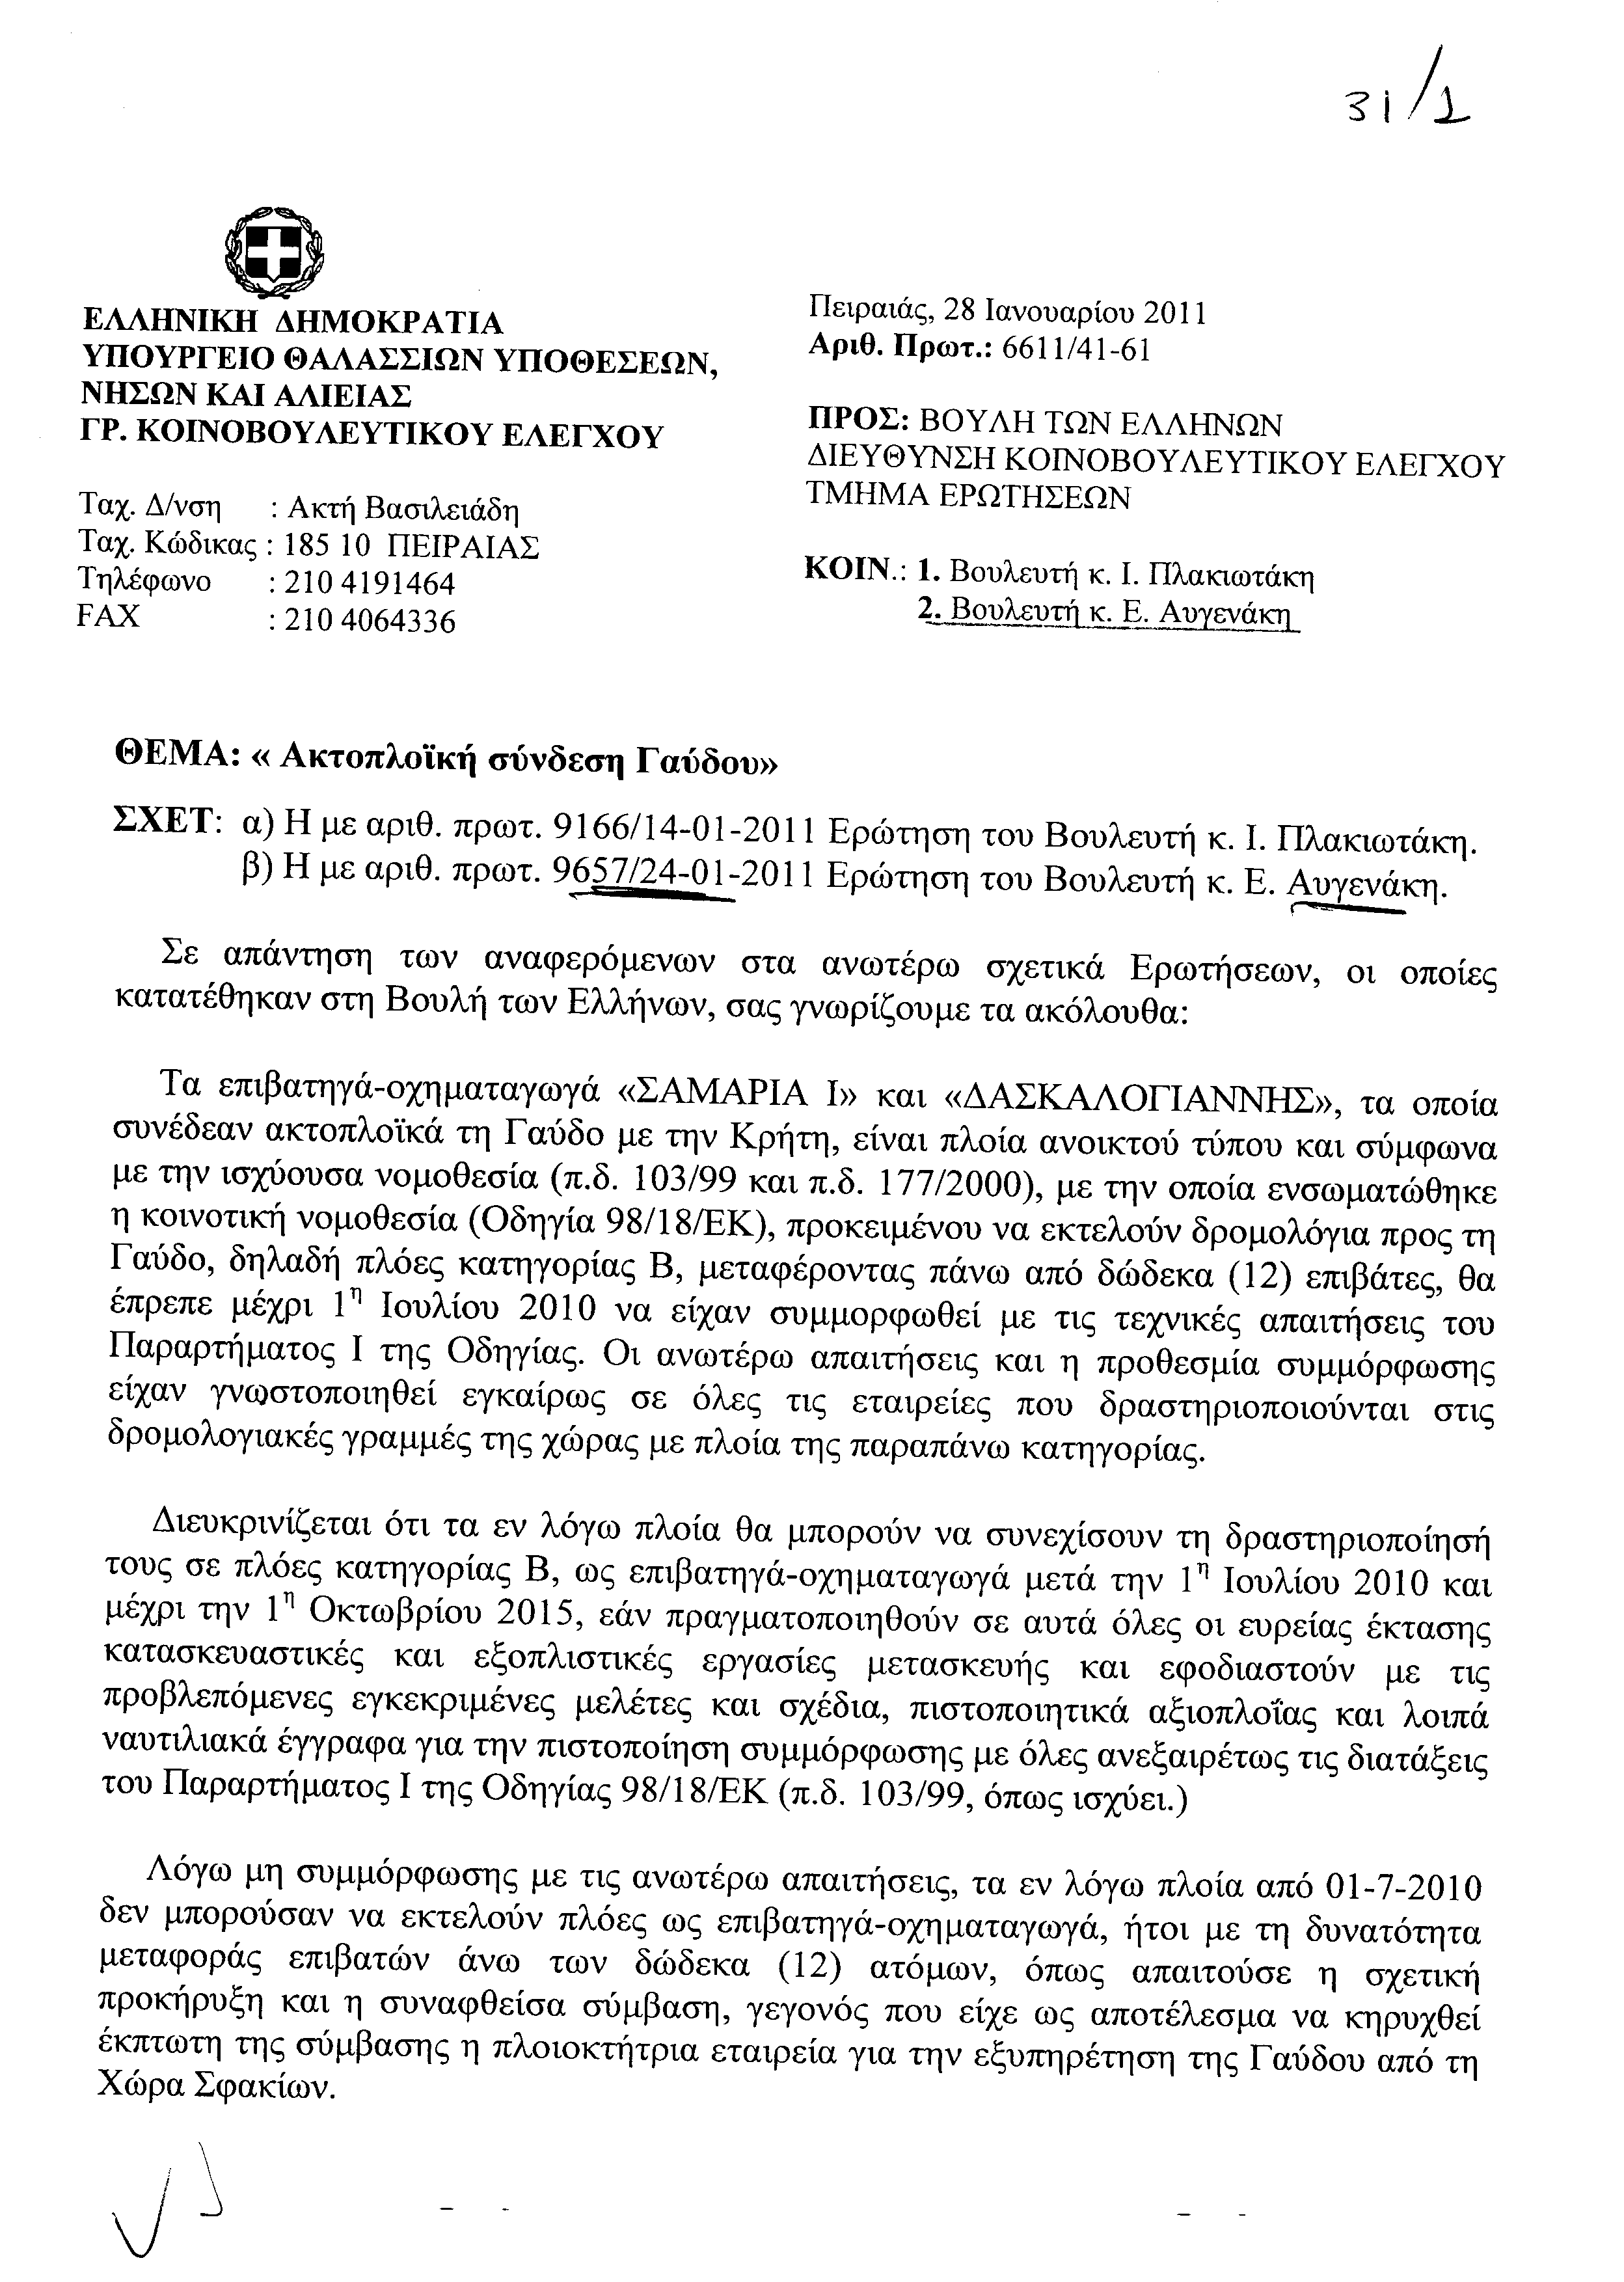 31/1
ΕΛΛΗΝΙΚΗ ΔΗΜΟΚΡΑΤΙΑ
ΥΠΟΥΡΓΕΙΟ ΘΑΛΑΣΣΙΩΝ ΥΠΟΘΕΣΕΩΝ,
ΝΗΣΩΝ ΚΑΙ ΑΛΙΕΙΑΣ
ΓΡ. ΚΟΙΝΟΒΟΥΛΕΥΤΙΚΟΥ ΕΛΕΓΧΟΥ
Ταχ. Δ/νση : Ακτή Βασιλειάδη
Ταχ. Κώδικας : 185 10 ΠΕΙΡΑΙΑΣ
Τηλέφωνο : 210 4191464
FAX : 210 4064336
Πειραιάς, 28 Ιανουαρίου 2011
Αριθ. Πρωτ.: 6611/41-61
ΠΡΟΣ: ΒΟΥΛΗ ΤΩΝ ΕΛΛΗΝΩΝ
ΔΙΕΥΘΥΝΣΗ ΚΟΙΝΟΒΟΥΛΕΥΤΙΚΟΥ ΕΛΕΓΧΟΥ
ΤΜΗΜΑ ΕΡΩΤΗΣΕΩΝ
ΚΟΙΝ.: 1. Βουλευτή κ. Ι. Πλακιωτάκη
2. Βουλευτή κ. Ε. Αυγενάκη
ΘΕΜΑ: « Ακτοπλοϊκή σύνδεση Γαύδου»
ΣΧΕΤ: α) Η με αριθ. πρωτ. 9166/14-01-2011 Ερώτηση του Βουλευτή κ. Ι. Πλακιωτάκη.
β) Η με αριθ. πρωτ. 9657/24-01-2011 Ερώτηση του Βουλευτή κ. Ε. Αυγενάκη.
Σε απάντηση των αναφερόμενων στα ανωτέρω σχετικά Ερωτήσεων, οι οποίες
κατατέθηκαν στη Βουλή των Ελλήνων, σας γνωρίζουμε τα ακόλουθα:
Τα επιβατηγά-οχηματαγωγά «ΣΑΜΑΡΙΑ Ι» και «ΔΑΣΚΑΛΟΓΙΑΝΝΗΣ», τα οποία
συνέδεαν ακτοπλοϊκά τη Γαύδο με την Κρήτη, είναι πλοία ανοικτού τύπου και σύμφωνα
με την ισχύουσα νομοθεσία (π.δ. 103/99 και π.δ. 177/2000), με την οποία ενσωματώθηκε
η κοινοτική νομοθεσία (Οδηγία 98/18/ΕΚ), προκειμένου να εκτελούν δρομολόγια προς τη
Γαύδο, δηλαδή πλόες κατηγορίας Β, μεταφέροντας πάνω από δώδεκα (12) επιβάτες, θα
έπρεπε μέχρι 1η Ιουλίου 2010 να είχαν συμμορφωθεί με τις τεχνικές απαιτήσεις του
Παραρτήματος Ι της Οδηγίας. Οι ανωτέρω απαιτήσεις και η προθεσμία συμμόρφωσης
είχαν γνωστοποιηθεί εγκαίρως σε όλες τις εταιρείες που δραστηριοποιούνται στις
δρομολογιακές γραμμές της χώρας με πλοία της παραπάνω κατηγορίας.
Διευκρινίζεται ότι τα εν λόγω πλοία θα μπορούν να συνεχίσουν τη δραστηριοποίησή
τους σε πλόες κατηγορίας Β, ως επιβατηγά-οχηματαγωγά μετά την 1η Ιουλίου 2010 και
μέχρι την 1η Οκτωβρίου 2015, εάν πραγματοποιηθούν σε αυτά όλες οι ευρείας έκτασης
κατασκευαστικές και εξοπλιστικές εργασίες μετασκευής και εφοδιαστούν με τις
προβλεπόμενες εγκεκριμένες μελέτες και σχέδια, πιστοποιητικά αξιοπλοΐας και λοιπά
ναυτιλιακά έγγραφα για την πιστοποίηση συμμόρφωσης με όλες ανεξαιρέτως τις διατάξεις
του Παραρτήματος Ι της Οδηγίας 98/18/ΕΚ (π.δ. 103/99, όπως ισχύει.)
Λόγω μη συμμόρφωσης με τις ανωτέρω απαιτήσεις, τα εν λόγω πλοία από 01-7-2010
δεν μπορούσαν να εκτελούν πλόες ως επιβατηγά-οχηματαγωγά, ήτοι με τη δυνατότητα
μεταφοράς επιβατών άνω των δώδεκα (12) ατόμων, όπως απαιτούσε η σχετική
προκήρυξη και η συναφθείσα σύμβαση, γεγονός που είχε ως αποτέλεσμα να κηρυχθεί
έκπτωτη της σύμβασης η πλοιοκτήτρια εταιρεία για την εξυπηρέτηση της Γαύδου από τη
Χώρα Σφακίων.